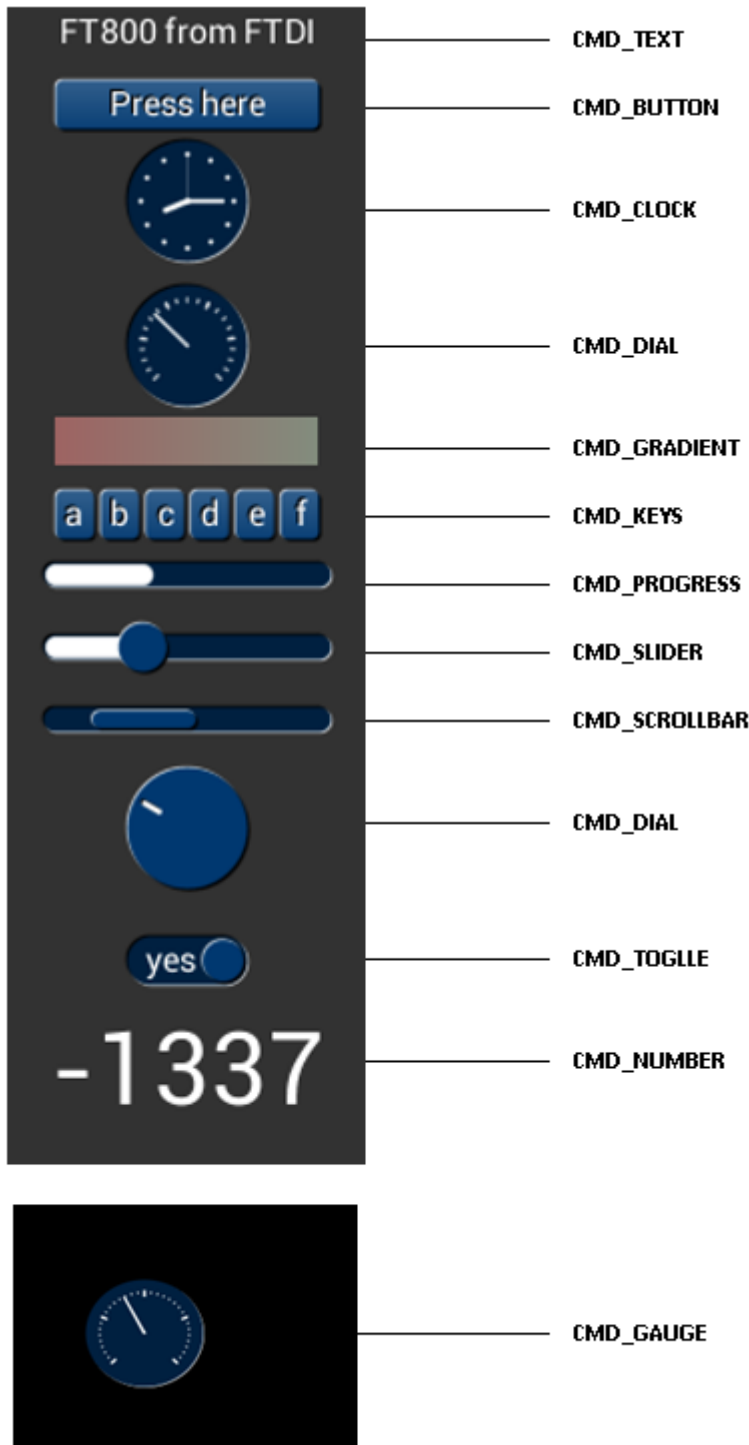 FT800 from FTDI
CMD_TEXT
Press here
CMD_BUTTON
CMD_CLOCK
CMD_DIAL
CMD_GRADIENT
a b c d e f
CMD_KEYS
CMD_PROGRESS
CMD_SLIDER
CMD_SCROLLBAR
CMD_DIAL
yes
CMD_TOGLLE
-1337
CMD_NUMBER
CMD_GAUGE